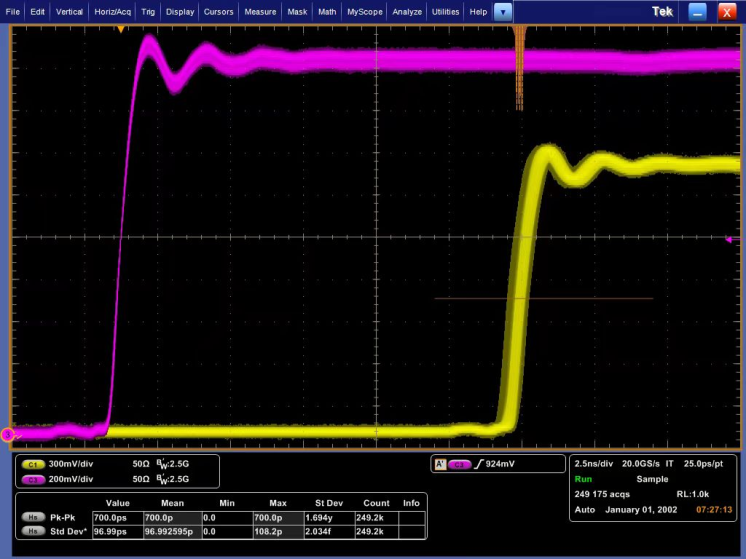 File Edit Vertical Horiz/Acq Trig Display Cursors Measure Mask Math MyScope Analyze Utilities Help Tek X
3
C1 300mV/div 50Ω BW:2.5G
C3 200mV/div 50Ω BW:2.5G
A' C3 924mV
2.5ns/div 20.0GS/s IT 25.0ps/pt
Run Sample
249 175 acqs RL:1.0k
Auto January 01, 2002 07:27:13
Value Mean Min Max St Dev Count Info
Hs Pk-Pk 700.0ps 700.0p 0.0 700.0p 1.694y 249.2k
Hs Std Dev* 96.99ps 96.992595p 0.0 108.2p 2.034f 249.2k